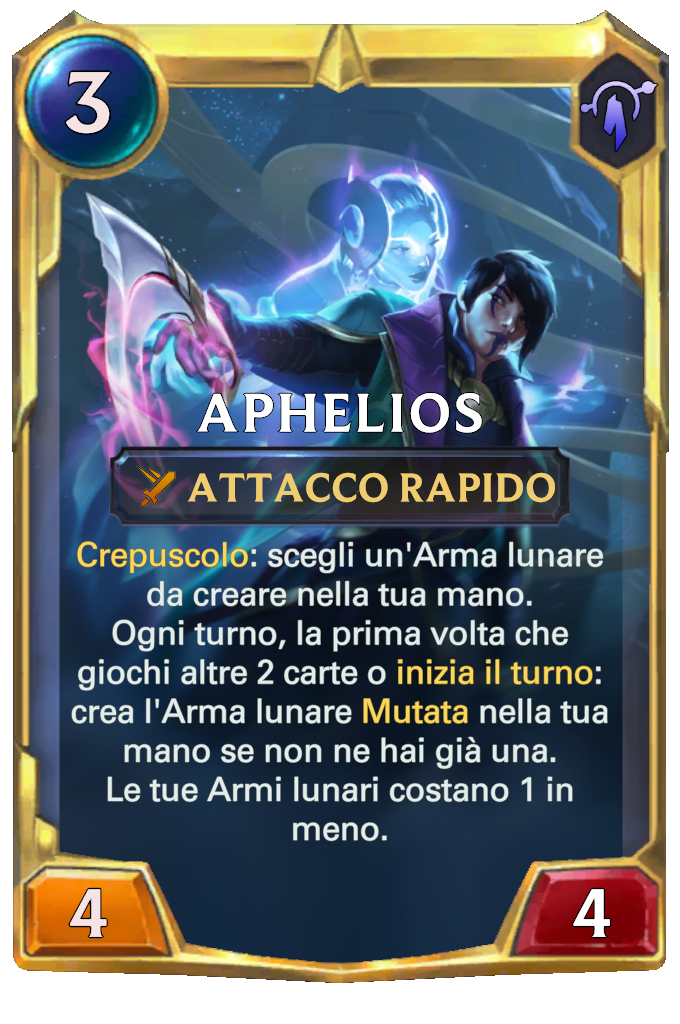 3
APHELIOS
ATTACCO RAPIDO
Crepuscolo: scegli un'Arma lunare
da creare nella tua mano.
Ogni turno, la prima volta che
giochi altre 2 carte o inizia il turno:
crea l'Arma lunare Mutata nella tua
mano se non ne hai già una.
Le tue Armi lunari costano 1 in
meno.
4
4